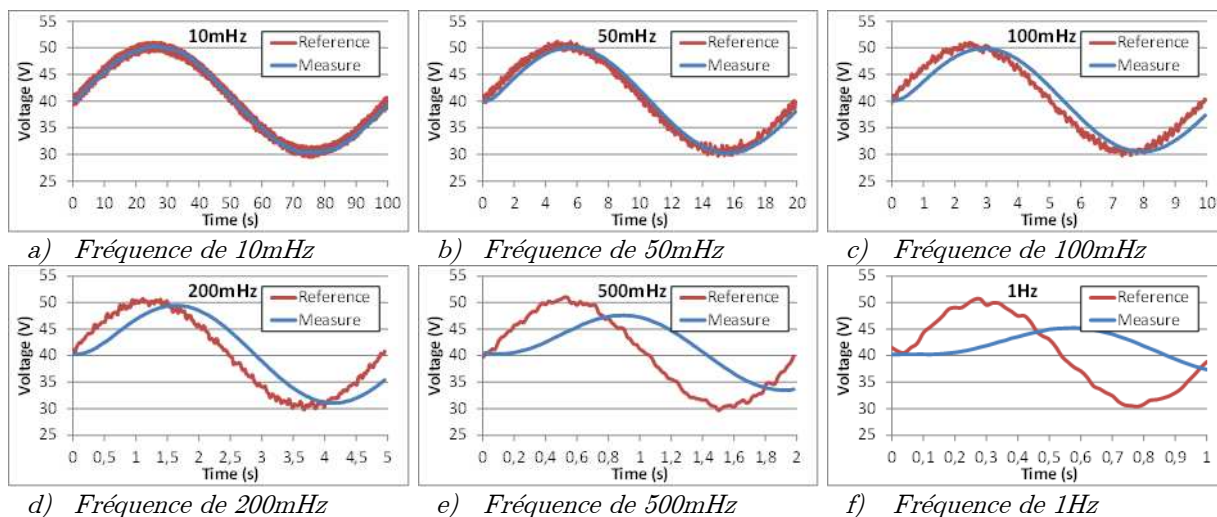 10mHz
Reference
Measure
Voltage (V)
55
50
45
40
35
30
25
0 10 20 30 40 50 60 70 80 90 100
Time (s)
a) Fréquence de 10mHz
50mHz
Reference
Measure
Voltage (V)
55
50
45
40
35
30
25
0 2 4 6 8 10 12 14 16 18 20
Time (s)
b) Fréquence de 50mHz
100mHz
Reference
Measure
Voltage (V)
55
50
45
40
35
30
25
0 1 2 3 4 5 6 7 8 9 10
Time (s)
c) Fréquence de 100mHz
200mHz
Reference
Measure
Voltage (V)
55
50
45
40
35
30
25
0 0,5 1 1,5 2 2,5 3 3,5 4 4,5 5
Time (s)
d) Fréquence de 200mHz
500mHz
Reference
Measure
Voltage (V)
55
50
45
40
35
30
25
0 0,2 0,4 0,6 0,8 1 1,2 1,4 1,6 1,8 2
Time (s)
e) Fréquence de 500mHz
1Hz
Reference
Measure
Voltage (V)
55
50
45
40
35
30
25
0 0,1 0,2 0,3 0,4 0,5 0,6 0,7 0,8 0,9 1
Time (s)
f) Fréquence de 1Hz